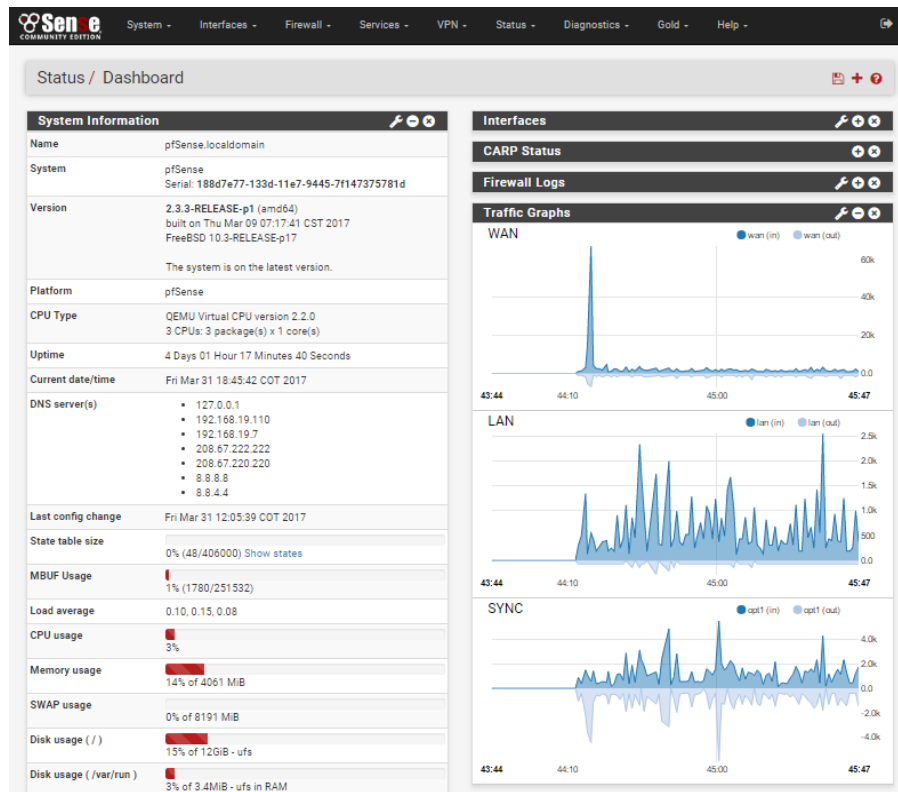 Sense
COMMUNITY EDITION
System
Interfaces
Firewall
Services
VPN
Status
Diagnostics
Gold
Help
Status / Dashboard
System Information
Name pfSense.localdomain
System pfSense
Serial: 188d7e77-133d-11e7-9445-7f147375781d
Version 2.3.3-RELEASE-p1 (amd64)
built on Thu Mar 09 07:17:41 CST 2017
FreeBSD 10.3-RELEASE-p17
The system is on the latest version.
Platform pfSense
CPU Type QEMU Virtual CPU version 2.2.0
3 CPUs: 3 package(s) x 1 core(s)
Uptime 4 Days 01 Hour 17 Minutes 40 Seconds
Current date/time Fri Mar 31 18:45:42 COT 2017
DNS server(s) • 127.0.0.1
• 192.168.19.110
• 192.168.19.7
• 208.67.222.222
• 208.67.220.220
• 8.8.8.8
• 8.8.4.4
Last config change Fri Mar 31 12:05:39 COT 2017
State table size
0% (48/406000) Show states
MBUF Usage
1% (1780/251532)
Load average 0.10, 0.15, 0.08
CPU usage
3%
Memory usage
14% of 4061 MiB
SWAP usage
0% of 8191 MiB
Disk usage ( / )
15% of 12GiB - ufs
Disk usage ( /var/run )
3% of 3.4MiB - ufs in RAM
Interfaces
CARP Status
Firewall Logs
Traffic Graphs
WAN
wan (in) wan (out)
60k
40k
20k
0.0
43:44 44:10 45:00 45:47
LAN
lan (in) lan (out)
2.5k
1.5k
1.0k
500
0.0
43:44 44:10 45:00 45:47
SYNC
opt1 (in) opt1 (out)
4.0k
2.0k
0.0
-2.0k
-4.0k
43:44 44:10 45:00 45:47